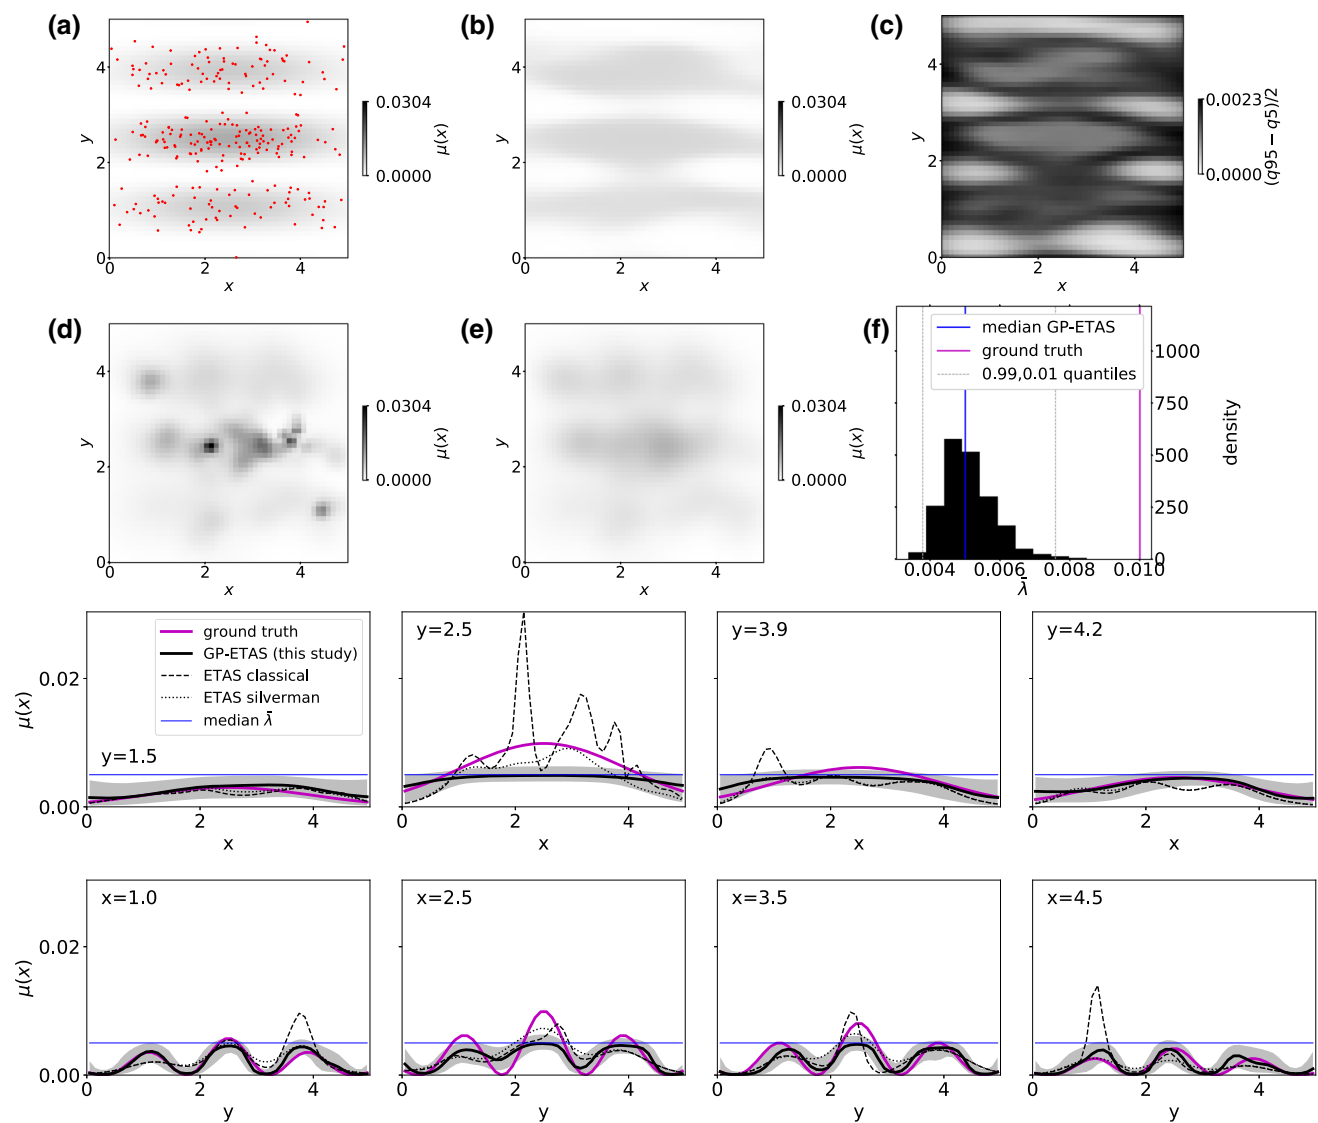 (a)
4
2
0
0
2
4
y
x
0.0304
0.0000
μ(x)
(b)
4
2
0
0
2
4
y
x
0.0304
0.0000
μ(x)
(c)
4
2
0
0
2
4
y
x
0.0023
0.0000
(q95 − q5)/2
(d)
4
2
0
0
2
4
y
x
0.0304
0.0000
μ(x)
(e)
4
2
0
0
2
4
y
x
0.0304
0.0000
μ(x)
(f)
median GP-ETAS
ground truth
0.99,0.01 quantiles
1000
750
500
250
0
density
0.004
0.006
0.008
0.010
λ̄
ground truth
GP-ETAS (this study)
ETAS classical
ETAS silverman
median λ̄
y=1.5
0.02
0.00
μ(x)
0
2
4
x
y=2.5
0
2
4
x
y=3.9
0
2
4
x
y=4.2
0
2
4
x
x=1.0
0.02
0.00
μ(x)
0
2
4
y
x=2.5
0
2
4
y
x=3.5
0
2
4
y
x=4.5
0
2
4
y